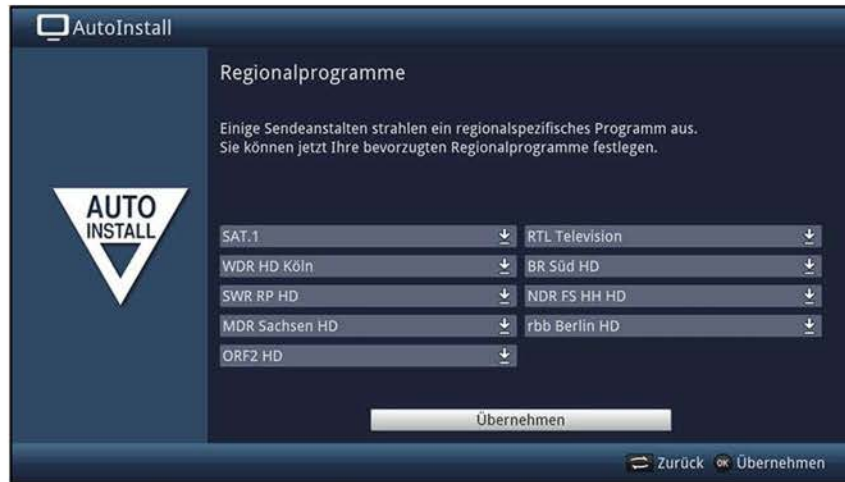 AutoInstall
Regionalprogramme
Einige Sendeanstalten strahlen ein regionalspezifisches Programm aus.
Sie können jetzt Ihre bevorzugten Regionalprogramme festlegen.
AUTO
INSTALL
SAT.1
RTL Television
WDR HD Köln
BR Süd HD
SWR RP HD
NDR FS HH HD
MDR Sachsen HD
rbb Berlin HD
ORF2 HD
Übernehmen
Zurück OK Übernehmen